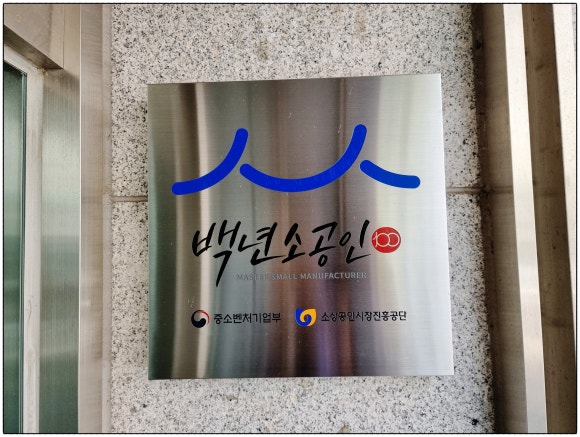 백년소공인 100
MASTER SMALL MANUFACTURER
중소벤처기업부 소상공인시장진흥공단